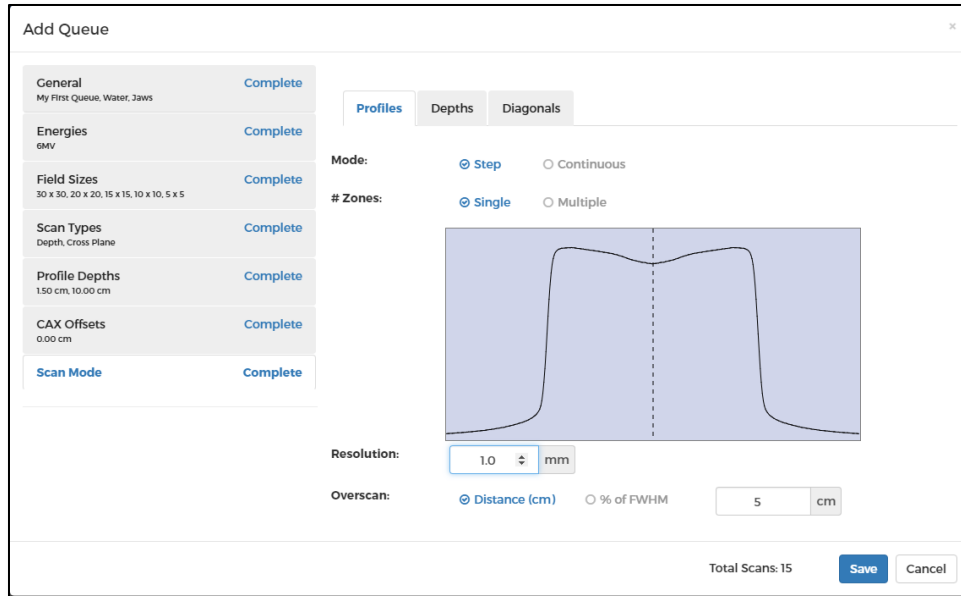 Add Queue
×
General Complete
My First Queue, Water, Jaws
Energies Complete
6MV
Field Sizes Complete
30 x 30, 20 x 20, 15 x 15, 10 x 10, 5 x 5
Scan Types Complete
Depth, Cross Plane
Profile Depths Complete
1.50 cm, 10.00 cm
CAX Offsets Complete
0.00 cm
Scan Mode Complete
Profiles Depths Diagonals
Mode: Step Continuous
# Zones: Single Multiple
Resolution: 1.0 mm
Overscan: Distance (cm) % of FWHM 5 cm
Total Scans: 15 Save Cancel